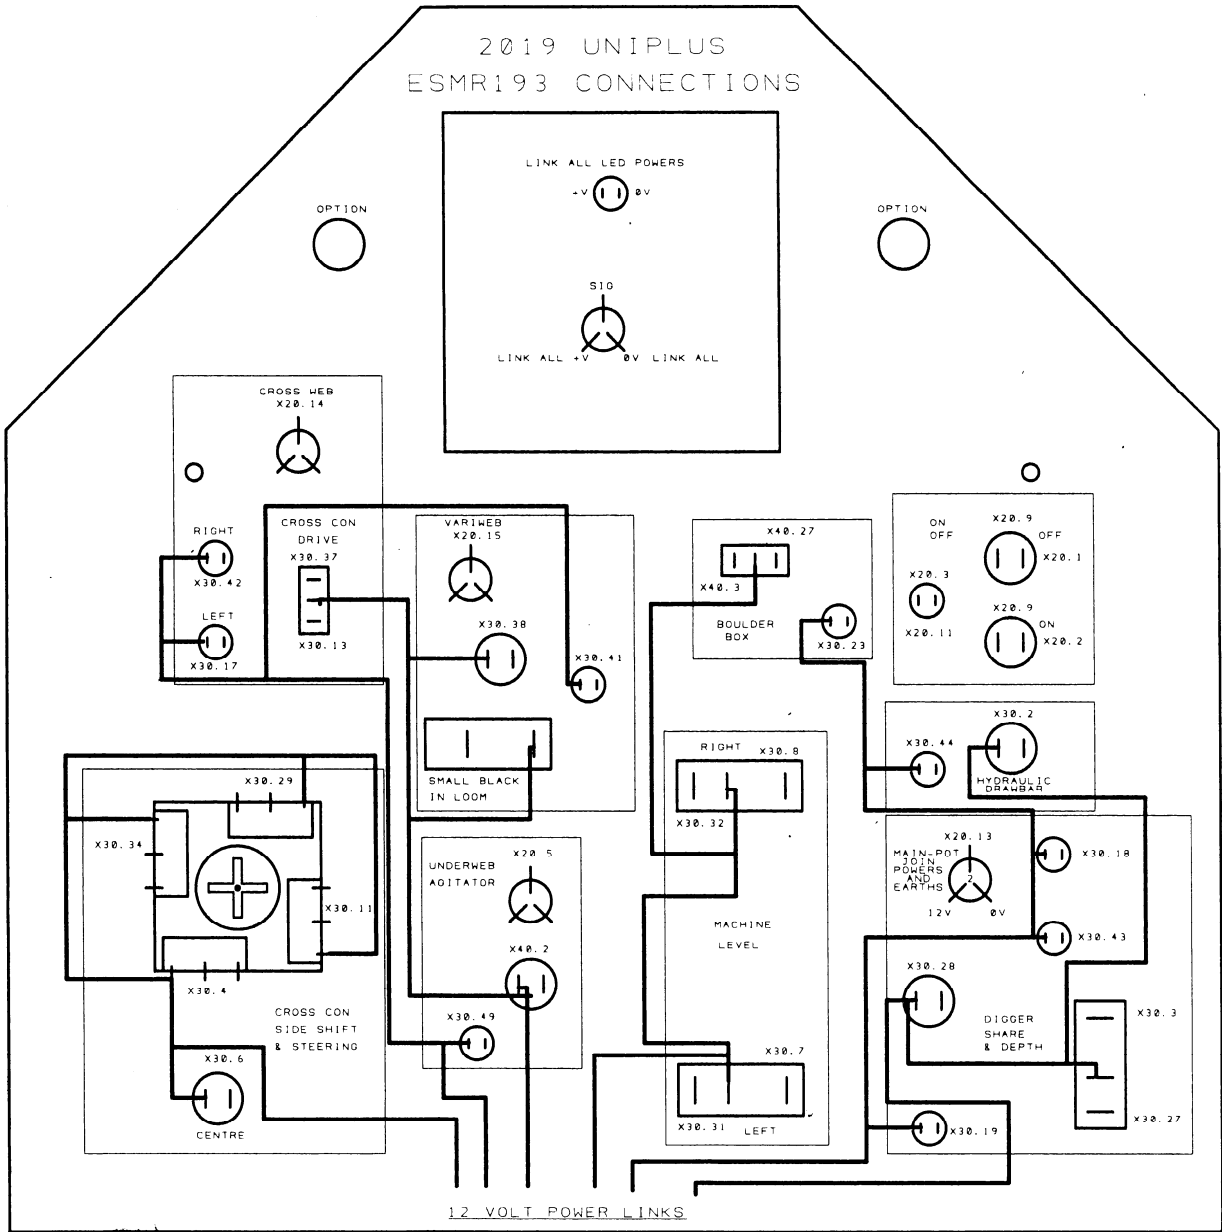 2019 UNIPLUS
ESMR193 CONNECTIONS
LINK ALL LED POWERS
+V 0V
OPTION
OPTION
SIG
LINK ALL +V 0V LINK ALL
CROSS WEB
X20.14
RIGHT
X30.42
LEFT
X30.17
CROSS CON
DRIVE
X30.37
X30.13
VARIWEB
X20.15
X30.38
X30.41
SMALL BLACK
IN LOOM
X40.27
X40.3
BOULDER
BOX
X30.23
ON
OFF
X20.9
OFF
X20.1
X20.3
X20.11
X20.9
ON
X20.2
X30.44
X30.2
HYDRAULIC
DRAWBAR
X30.29
X30.34
X30.11
X30.4
CROSS CON
SIDE SHIFT
& STEERING
X30.6
CENTRE
UNDERWEB
AGITATOR
X20.5
X40.2
X30.49
RIGHT
X30.8
X30.32
MACHINE
LEVEL
X30.7
X30.31
LEFT
X20.13
MAIN-POT
JOIN
POWERS
AND
EARTHS
2
12V 0V
X30.18
X30.43
X30.28
DIGGER
SHARE
& DEPTH
X30.3
X30.27
X30.19
12 VOLT POWER LINKS